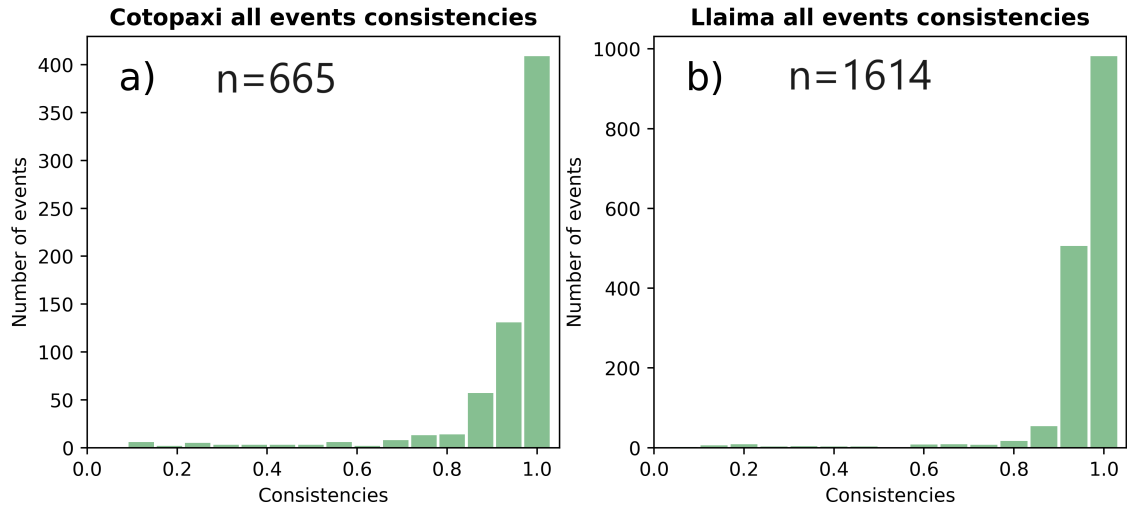 Cotopaxi all events consistencies
a)
n=665
Number of events
400
350
300
250
200
150
100
50
0
0.0 0.2 0.4 0.6 0.8 1.0
Consistencies
Llaima all events consistencies
b)
n=1614
Number of events
1000
800
600
400
200
0
0.0 0.2 0.4 0.6 0.8 1.0
Consistencies